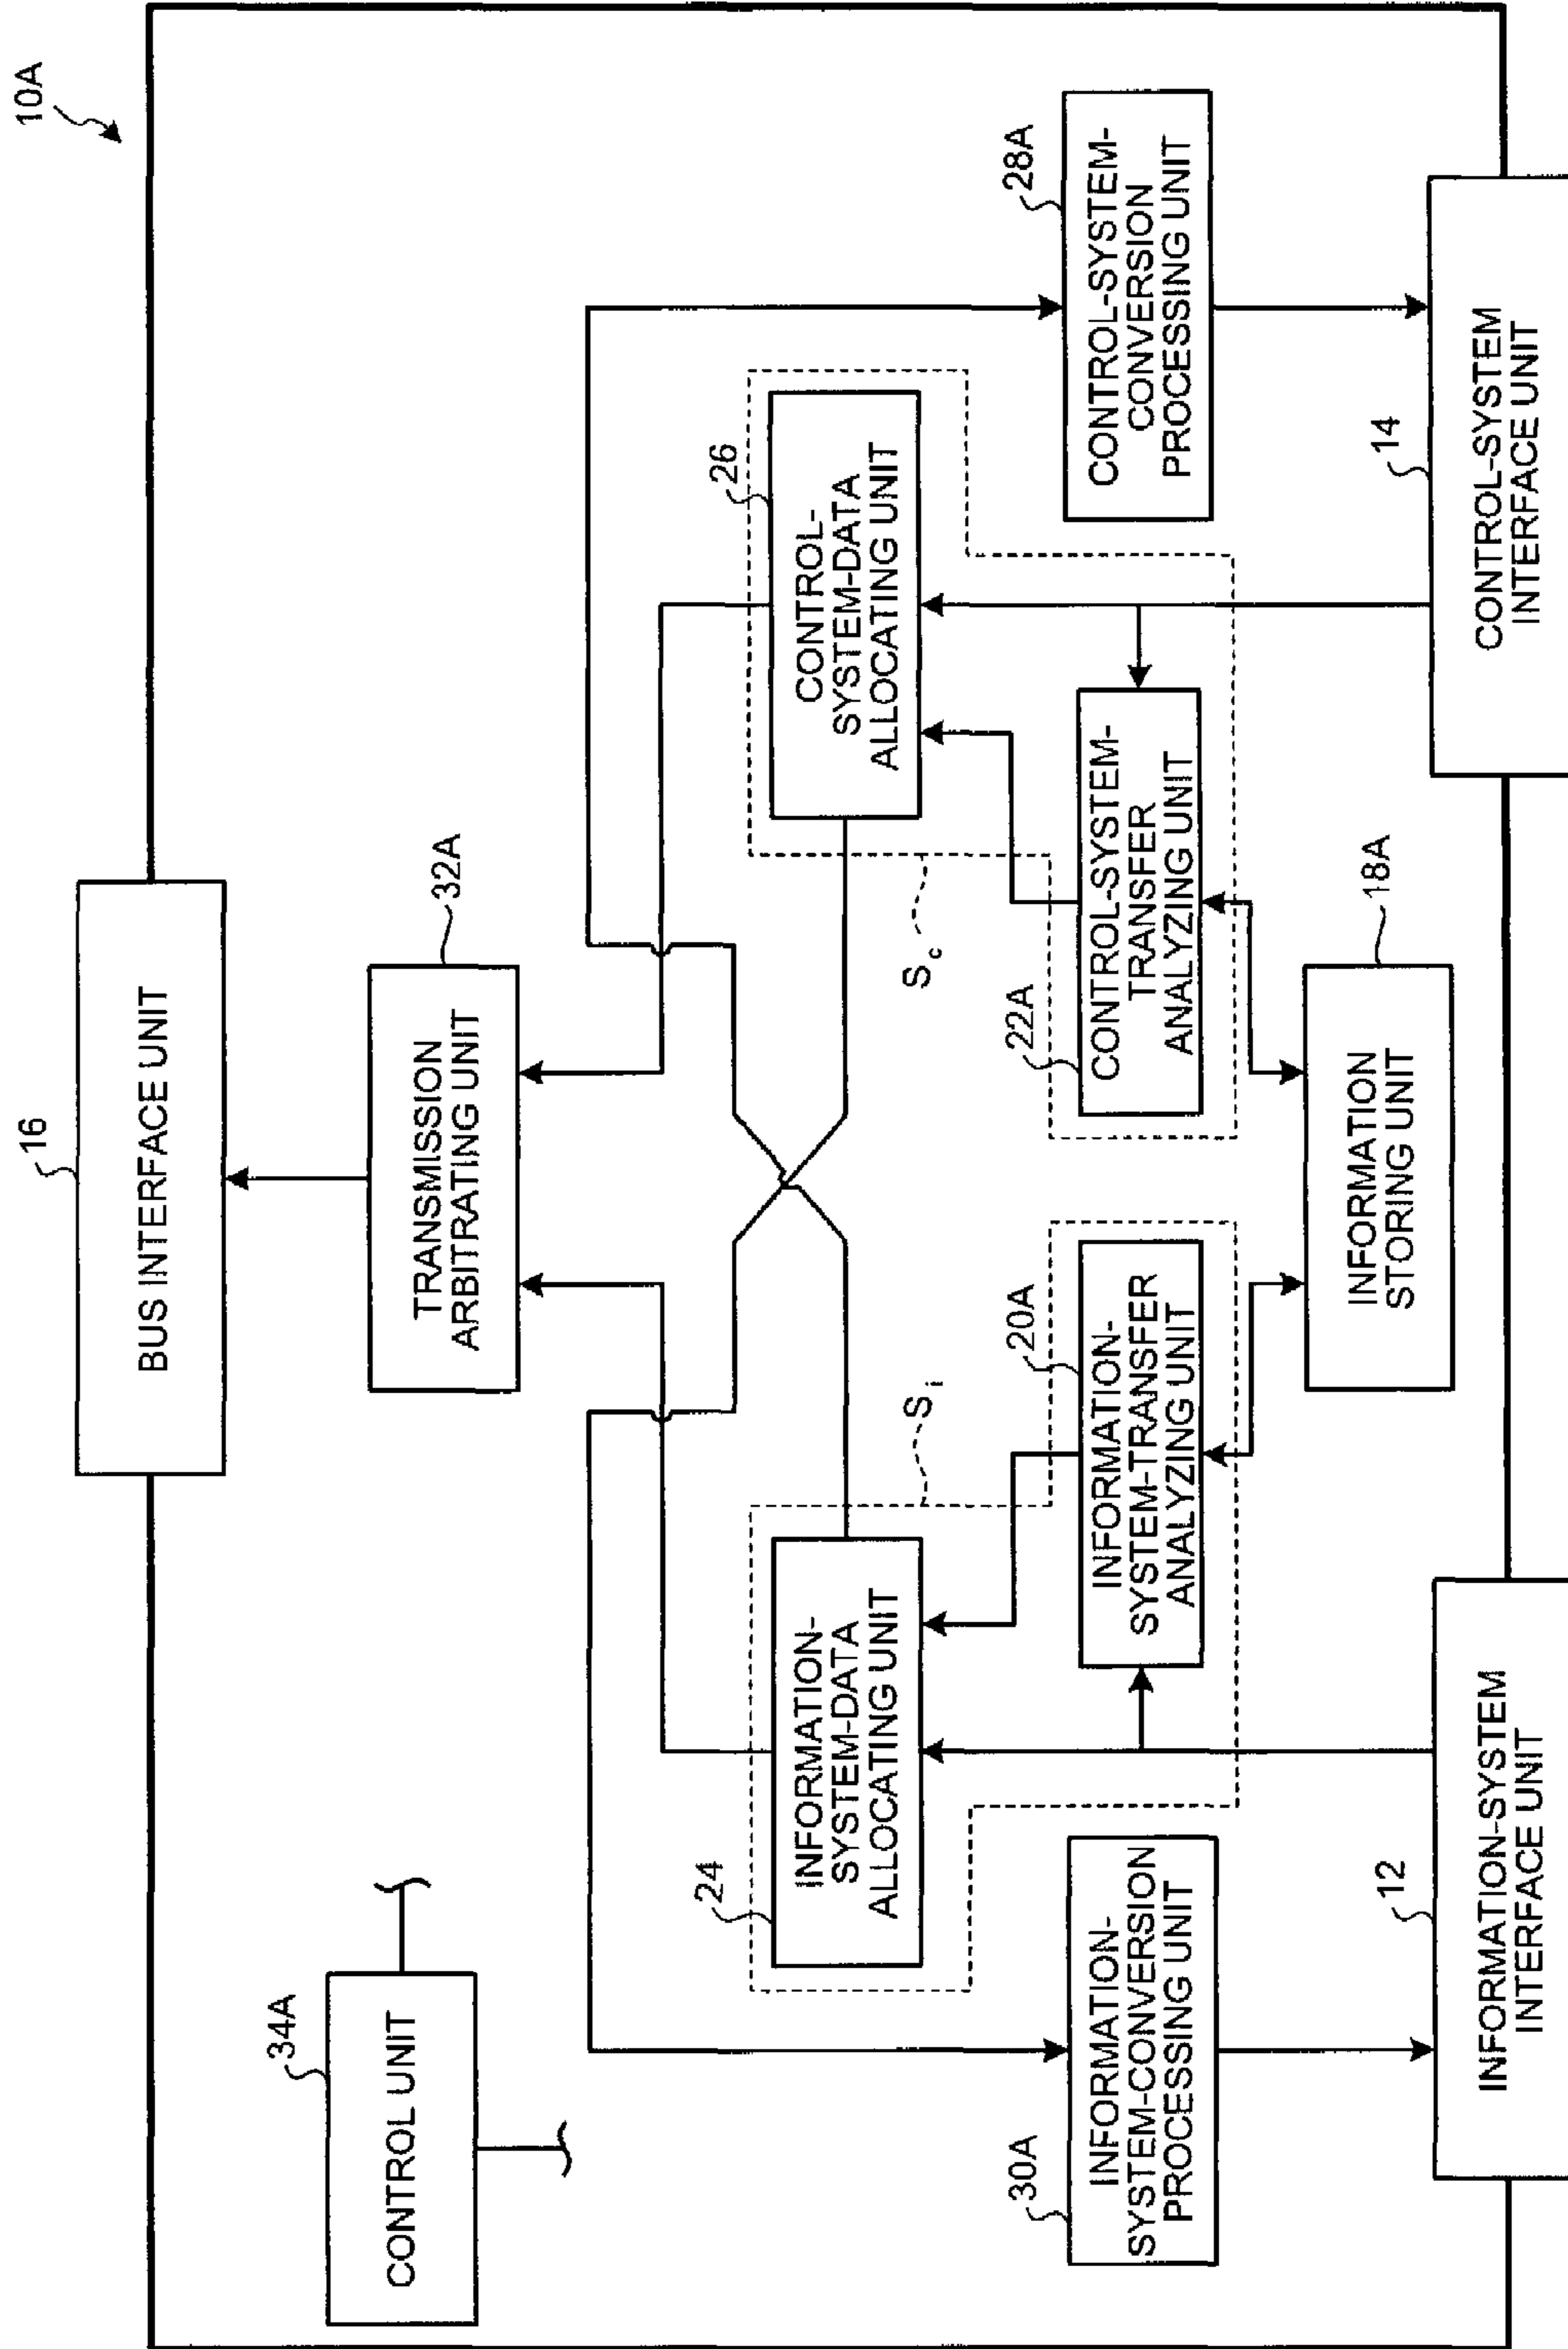 10A
16
BUS INTERFACE UNIT
34A
CONTROL UNIT
32A
TRANSMISSION
ARBITRATING UNIT
24
INFORMATION-
SYSTEM-DATA
ALLOCATING UNIT
26
CONTROL-
SYSTEM-DATA
ALLOCATING UNIT
S i
S c
30A
INFORMATION-
SYSTEM-CONVERSION
PROCESSING UNIT
20A
INFORMATION-
SYSTEM-TRANSFER
ANALYZING UNIT
22A
CONTROL-SYSTEM-
TRANSFER
ANALYZING UNIT
28A
CONTROL-SYSTEM-
CONVERSION
PROCESSING UNIT
18A
INFORMATION
STORING UNIT
12
INFORMATION-SYSTEM
INTERFACE UNIT
14
CONTROL-SYSTEM
INTERFACE UNIT